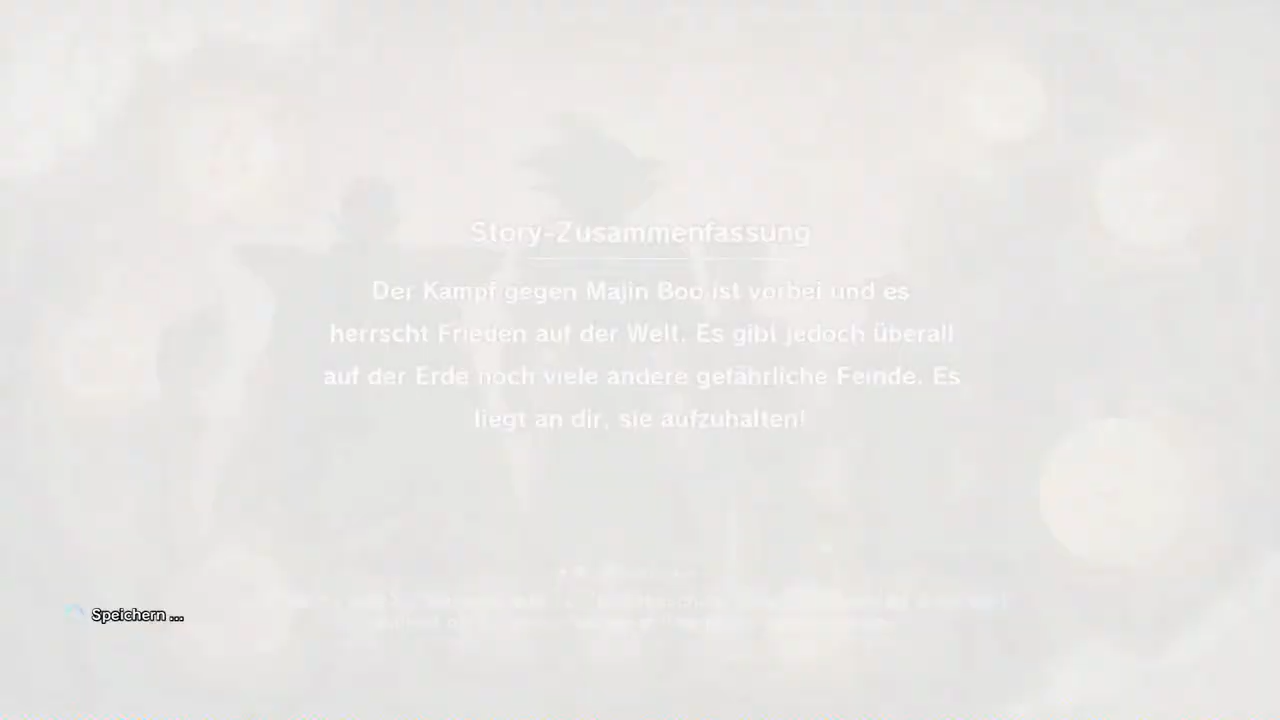 Story-Zusammenfassung
Der Kampf gegen Majin Boo ist vorbei und es
herrscht Frieden auf der Welt. Es gibt jedoch überall
auf der Erde noch viele andere gefährliche Feinde. Es
liegt an dir, sie aufzuhalten!
Speichern ...